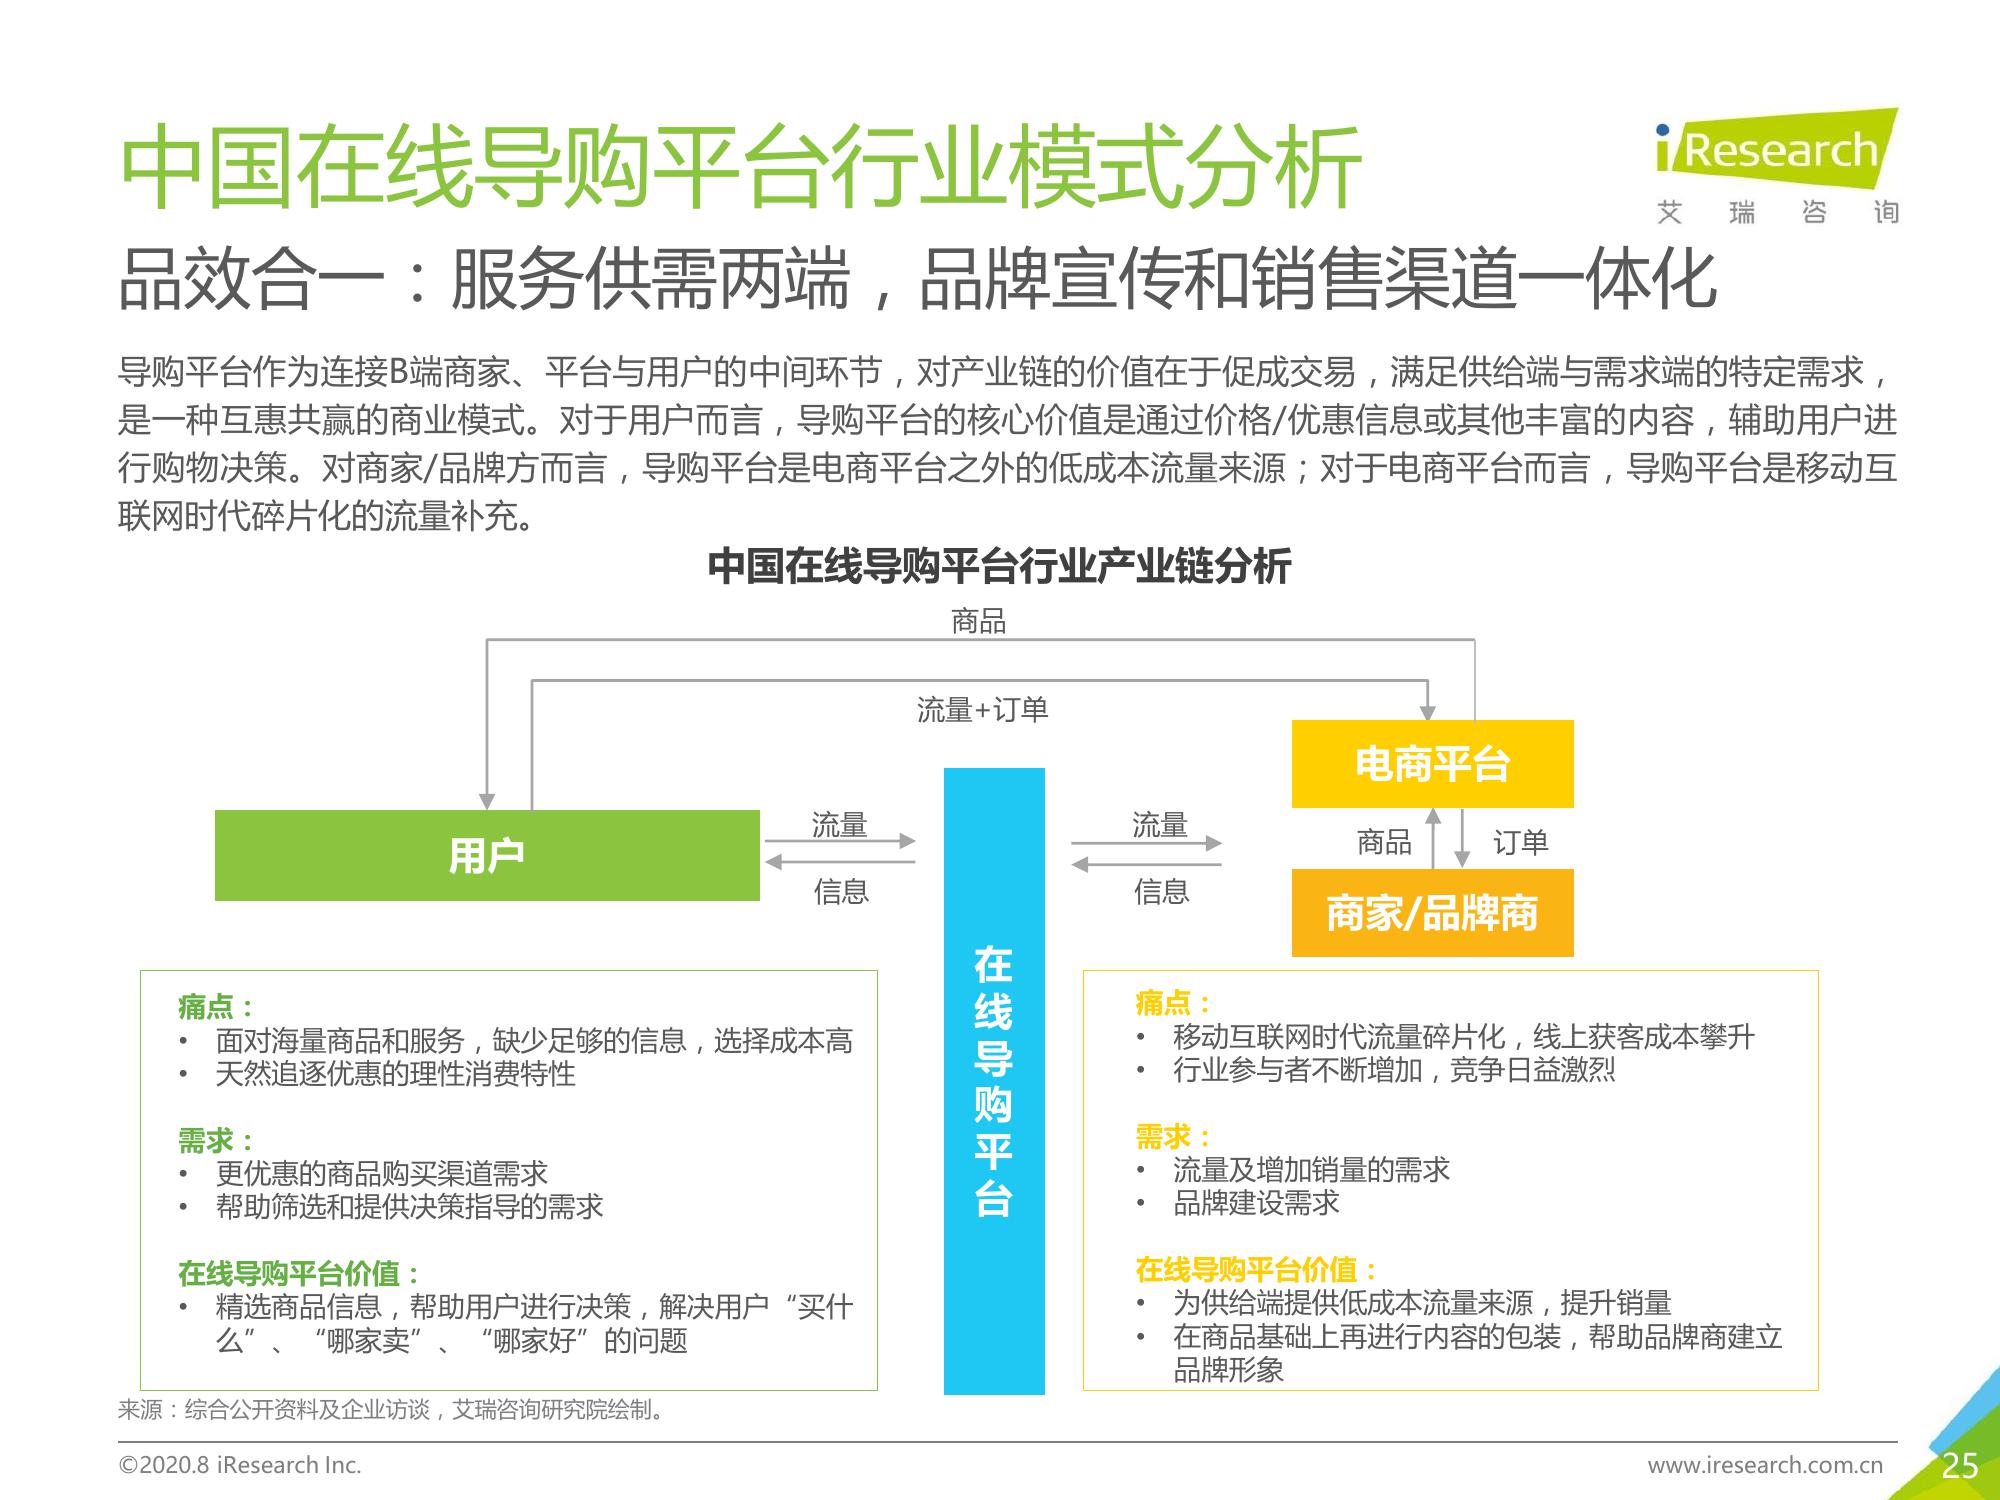 中国在线导购平台行业模式分析
iResearch
艾 瑞 咨 询
品效合一：服务供需两端，品牌宣传和销售渠道一体化
导购平台作为连接B端商家、平台与用户的中间环节，对产业链的价值在于促成交易，满足供给端与需求端的特定需求，
是一种互惠共赢的商业模式。对于用户而言，导购平台的核心价值是通过价格/优惠信息或其他丰富的内容，辅助用户进
行购物决策。对商家/品牌方而言，导购平台是电商平台之外的低成本流量来源；对于电商平台而言，导购平台是移动互
联网时代碎片化的流量补充。
中国在线导购平台行业产业链分析
商品
流量+订单
电商平台
用户
流量
信息
流量
信息
商品
订单
商家/品牌商
在
线
导
购
平
台
痛点：
• 面对海量商品和服务，缺少足够的信息，选择成本高
• 天然追逐优惠的理性消费特性
需求：
• 更优惠的商品购买渠道需求
• 帮助筛选和提供决策指导的需求
在线导购平台价值：
• 精选商品信息，帮助用户进行决策，解决用户“买什
么”、“哪家卖”、“哪家好”的问题
痛点：
• 移动互联网时代流量碎片化，线上获客成本攀升
• 行业参与者不断增加，竞争日益激烈
需求：
• 流量及增加销量的需求
• 品牌建设需求
在线导购平台价值：
• 为供给端提供低成本流量来源，提升销量
• 在商品基础上再进行内容的包装，帮助品牌商建立
品牌形象
来源：综合公开资料及企业访谈，艾瑞咨询研究院绘制。
©2020.8 iResearch Inc.
www.iresearch.com.cn
25